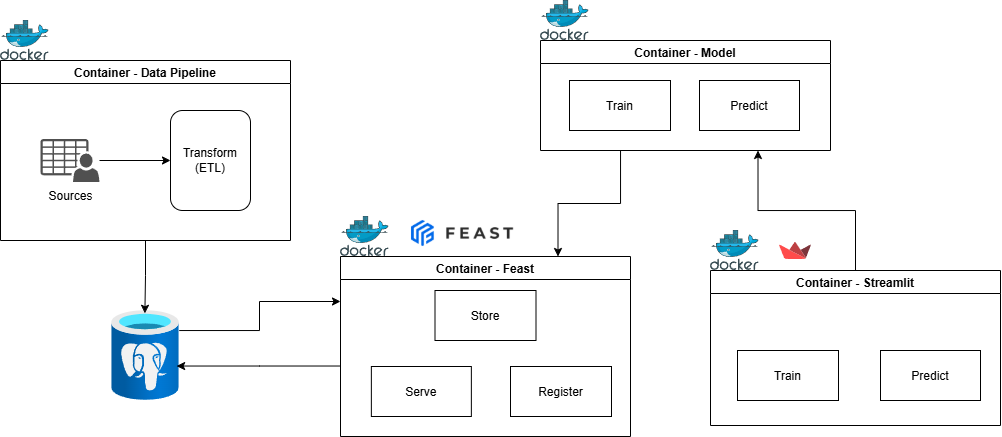 docker
Container - Data Pipeline
Sources
Transform
(ETL)
docker
Container - Model
Train
Predict
docker
FEAST
Container - Feast
Store
Serve
Register
docker
Container - Streamlit
Train
Predict